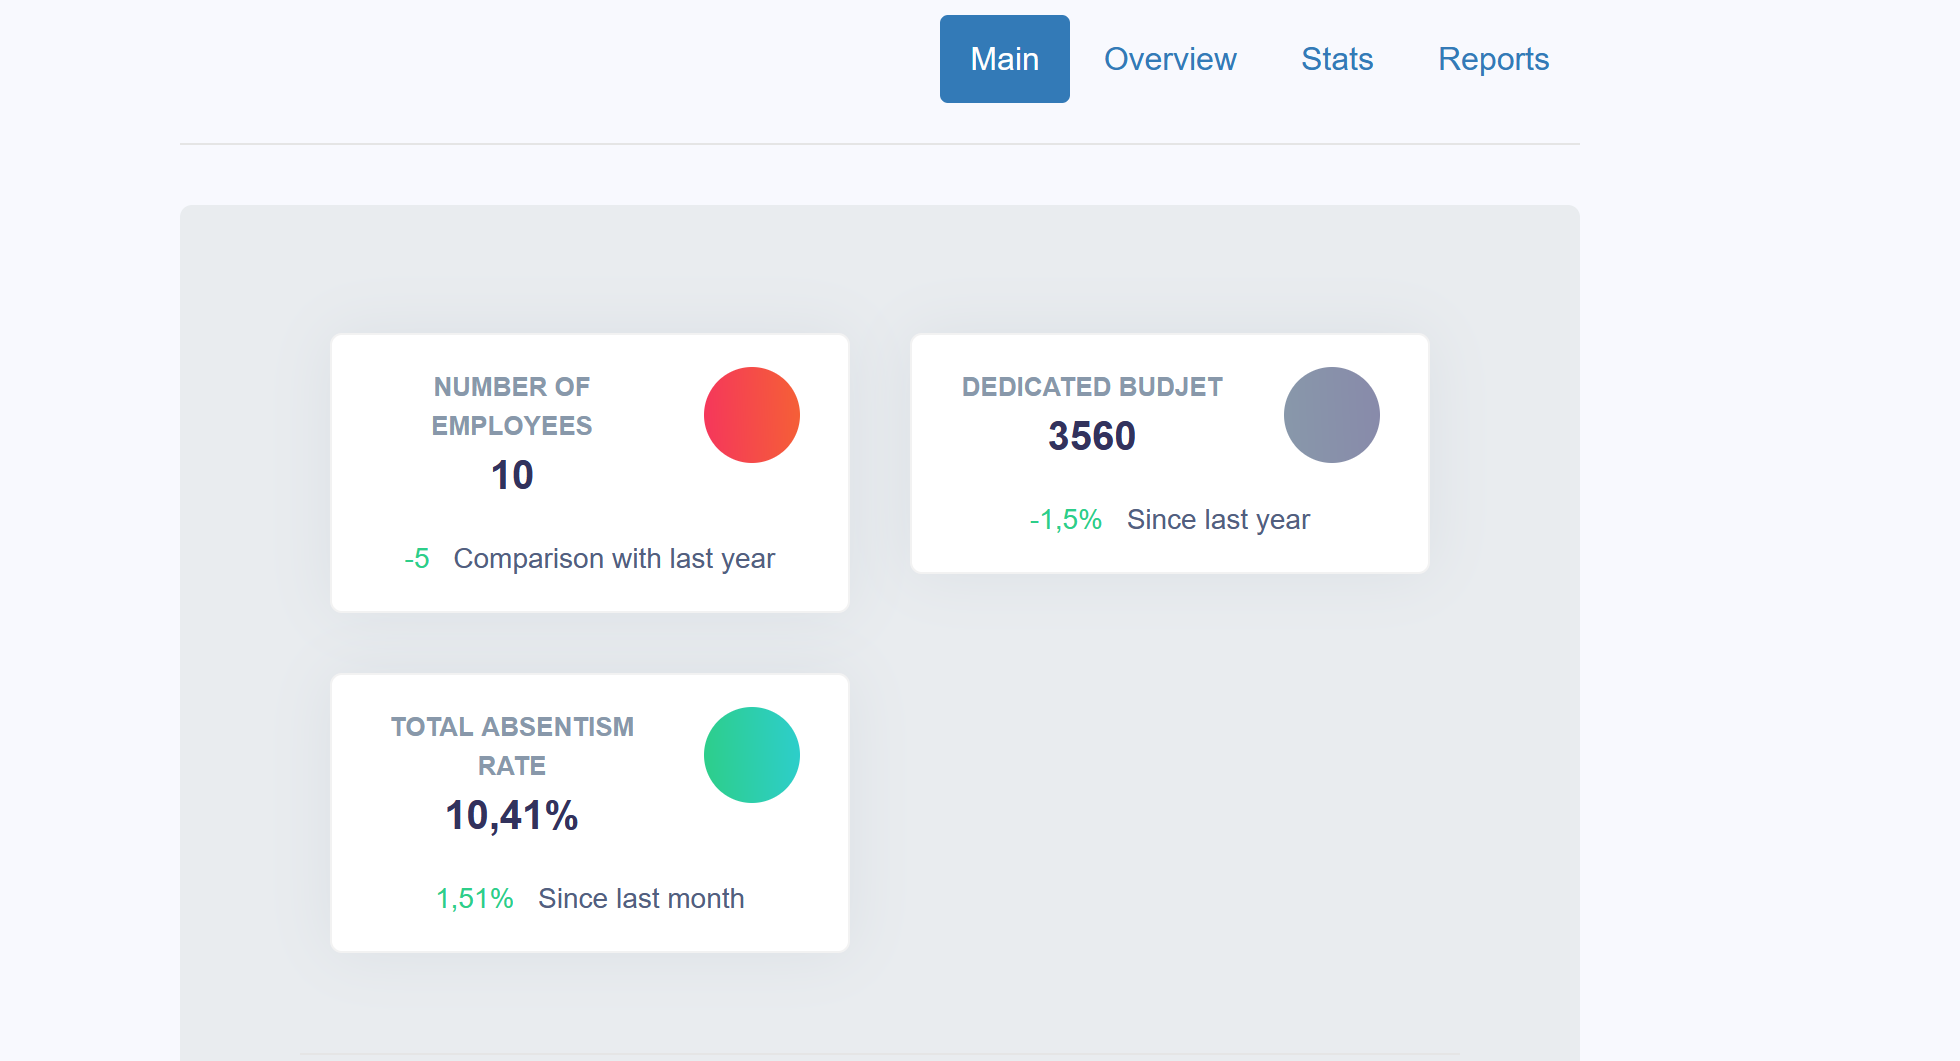 Main Overview Stats Reports
NUMBER OF
EMPLOYEES
10
-5 Comparison with last year
DEDICATED BUDJET
3560
-1,5% Since last year
TOTAL ABSENTISM
RATE
10,41%
1,51% Since last month